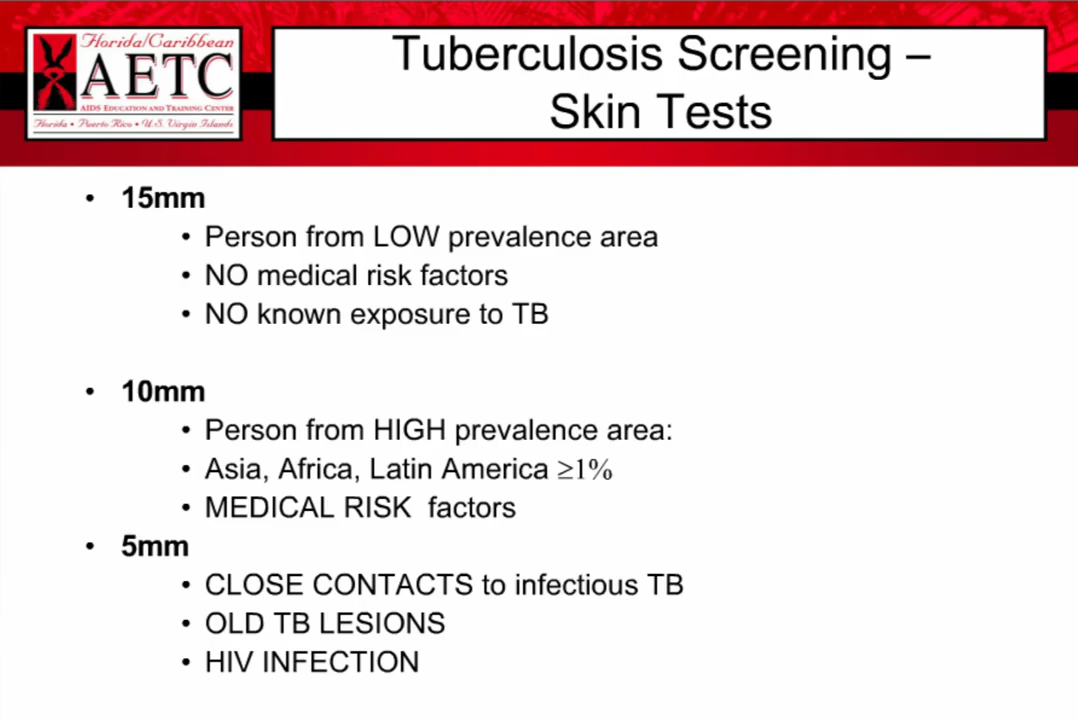 Florida/Caribbean
AETC
AIDS EDUCATION AND TRAINING CENTER
Florida • Puerto Rico • U.S. Virgin Islands
Tuberculosis Screening –
Skin Tests
• 15mm
• Person from LOW prevalence area
• NO medical risk factors
• NO known exposure to TB
• 10mm
• Person from HIGH prevalence area:
• Asia, Africa, Latin America ≥1%
• MEDICAL RISK factors
• 5mm
• CLOSE CONTACTS to infectious TB
• OLD TB LESIONS
• HIV INFECTION